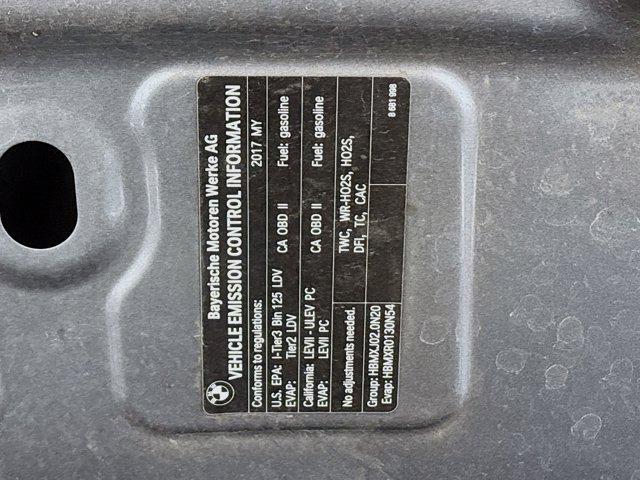 BMW
Bayerische Motoren Werke AG
VEHICLE EMISSION CONTROL INFORMATION
Conforms to regulations: 2017 MY
U.S. EPA: I-Tier3 Bin 125 LDV CA OBD II Fuel: gasoline
EVAP: Tier2 LDV
California: LEVII - ULEV PC CA OBD II Fuel: gasoline
EVAP: LEVII PC
No adjustments needed. TWC, WR-HO2S, HO2S,
DFI, TC, CAC
Group: HBMXJ02.0N20
Evap: HBMXR0130N54 8 681 998